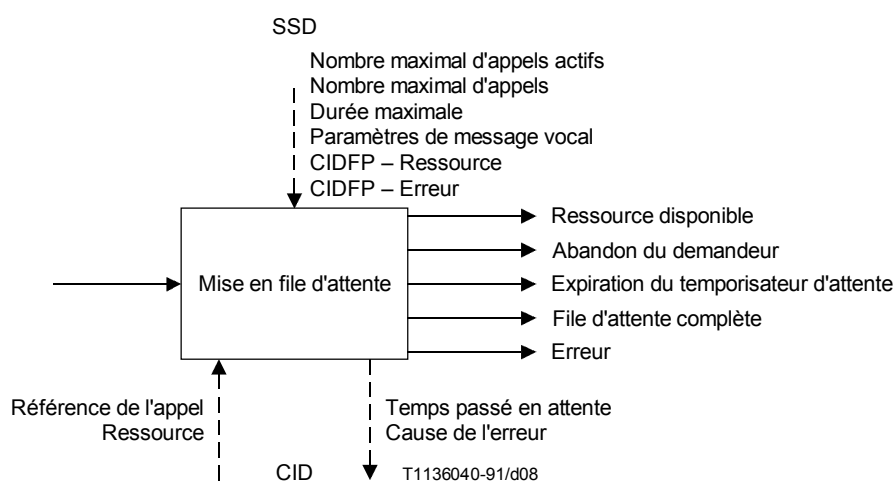 SSD
Nombre maximal d'appels actifs
Nombre maximal d'appels
Durée maximale
Paramètres de message vocal
CIDFP – Ressource
CIDFP – Erreur
Mise en file d'attente
Ressource disponible
Abandon du demandeur
Expiration du temporisateur d'attente
File d'attente complète
Erreur
Référence de l'appel
Ressource
Temps passé en attente
Cause de l'erreur
CID
T1136040-91/d08